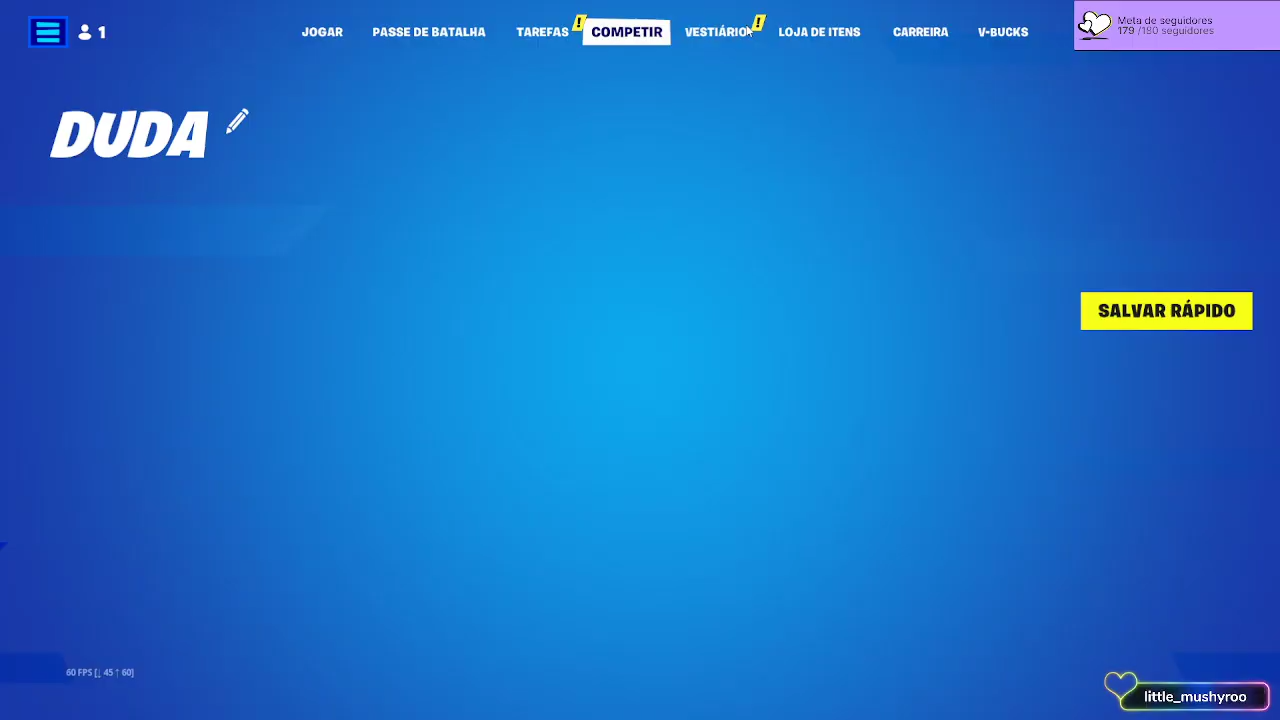 1
JOGAR
PASSE DE BATALHA
TAREFAS
!
COMPETIR
VESTIÁRIO
!
LOJA DE ITENS
CARREIRA
V-BUCKS
Meta de seguidores
179 /180 seguidores
DUDA
SALVAR RÁPIDO
60 FPS [↓ 45 ↑ 60]
little_mushyroo